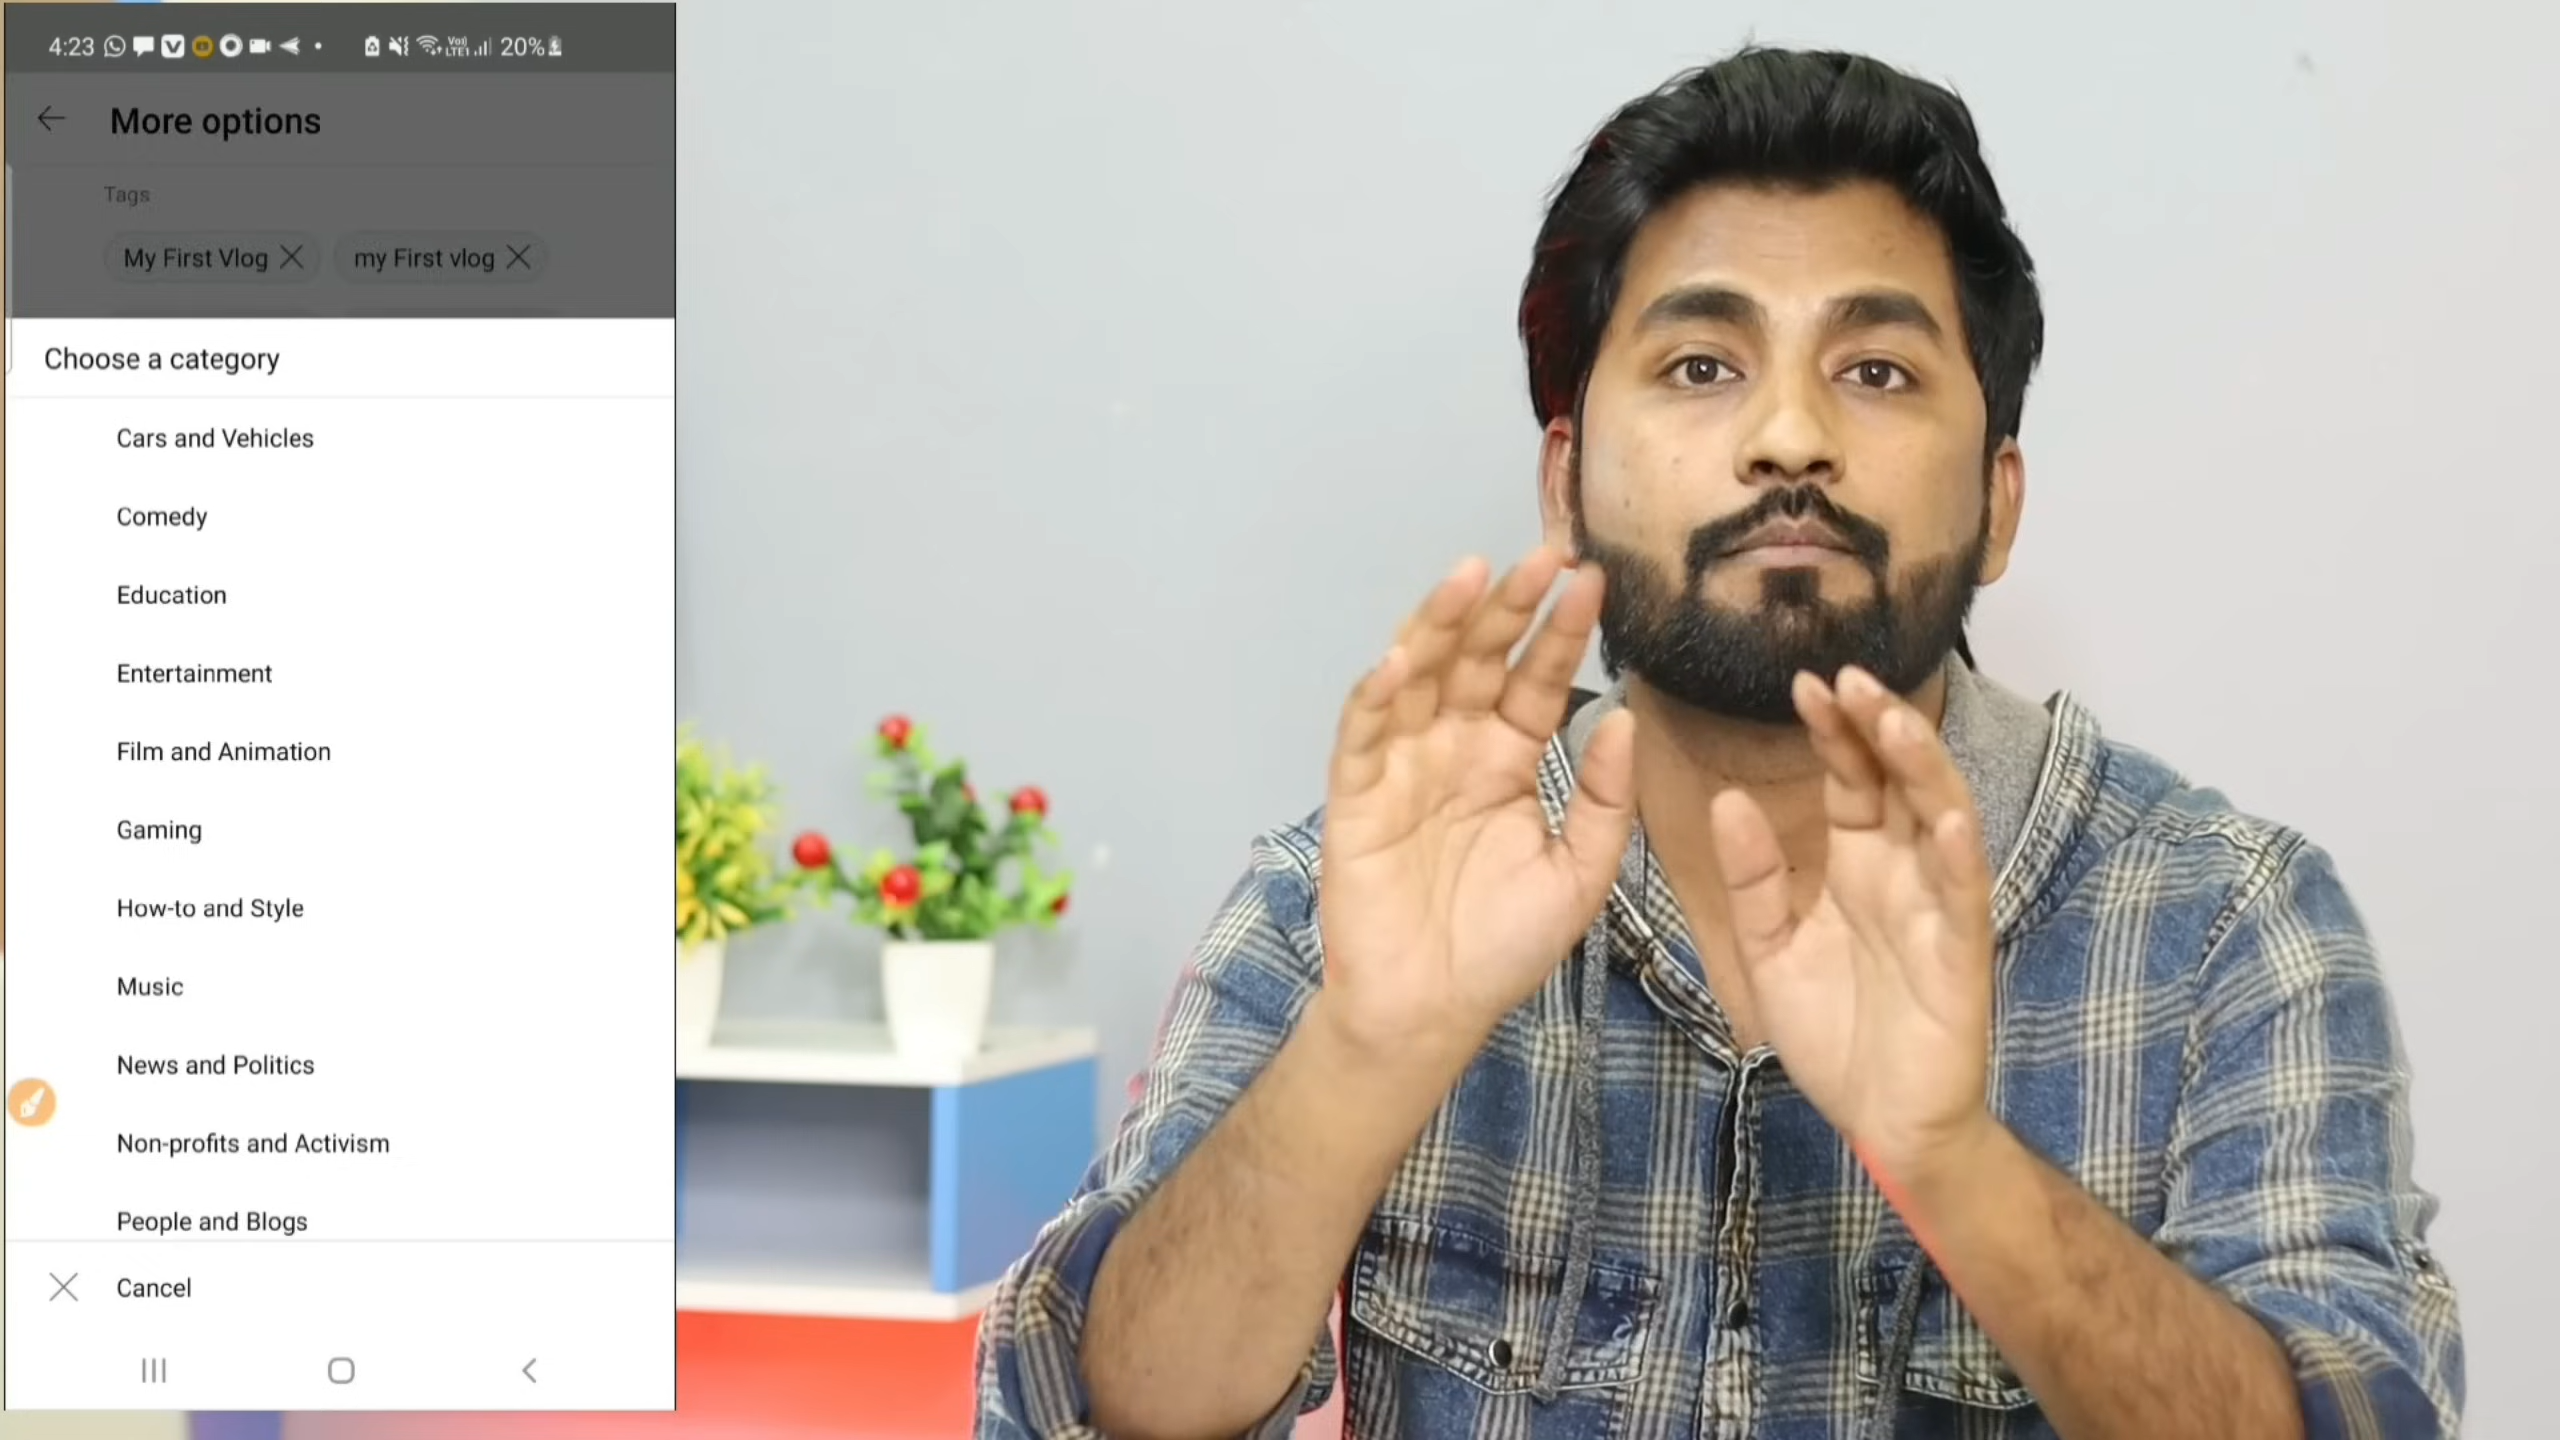 4:23 20%
More options
Tags
My First Vlog my First vlog
Choose a category
Cars and Vehicles
Comedy
Education
Entertainment
Film and Animation
Gaming
How-to and Style
Music
News and Politics
Non-profits and Activism
People and Blogs
Cancel